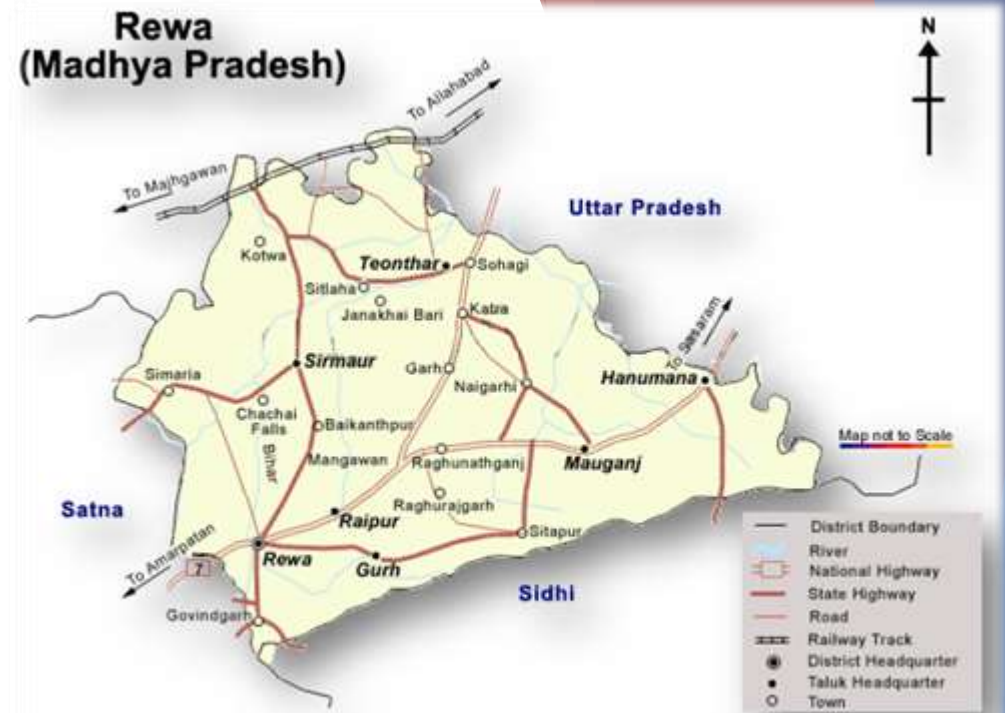 Rewa
(Madhya Pradesh)
N
To Allahabad
To Majhgawan
Uttar Pradesh
Kotwa
Teonthar
Sohagi
Sitlaha
Janakhai Bari
Katra
To Sasaram
Sirmaur
Garh
Naigarhi
Hanumana
Simaria
Chachai
Falls
Baikanthpur
Bihar
Mangawan
Raghunathganj
Mauganj
Map not to Scale
Raghurajgarh
Satna
Raipur
Sitapur
Rewa
Gurh
To Amarpatan
7
Sidhi
Govindgarh
District Boundary
River
National Highway
State Highway
Road
Railway Track
District Headquarter
Taluk Headquarter
Town